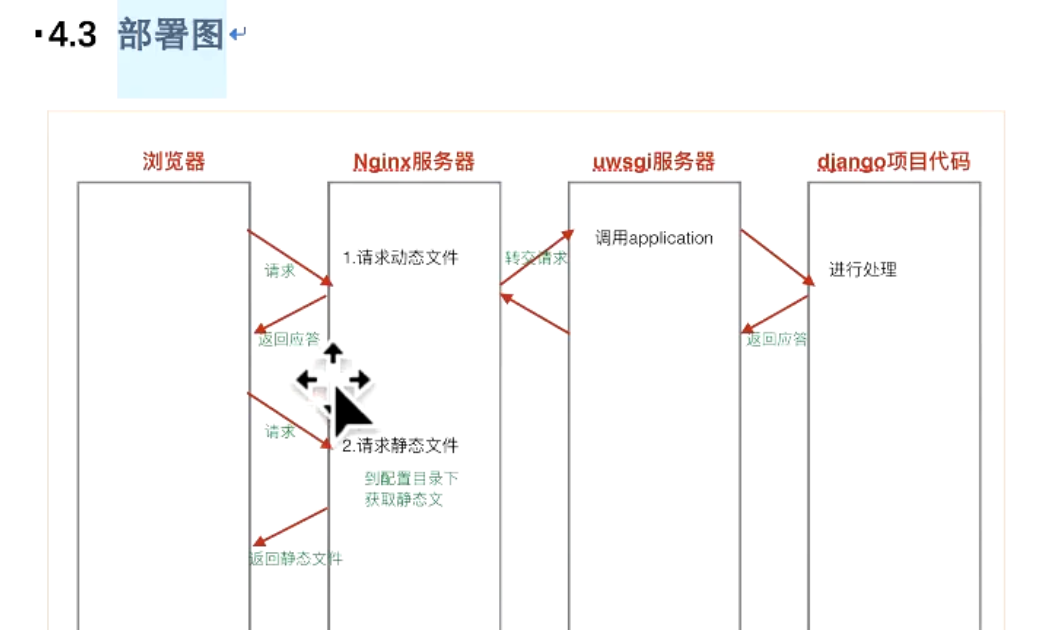 4.3 部署图
浏览器
Nginx服务器
uwsgi服务器
django项目代码
请求
1.请求动态文件
转交请求
调用application
进行处理
返回应答
返回应答
请求
2.请求静态文件
到配置目录下
获取静态文
返回静态文件